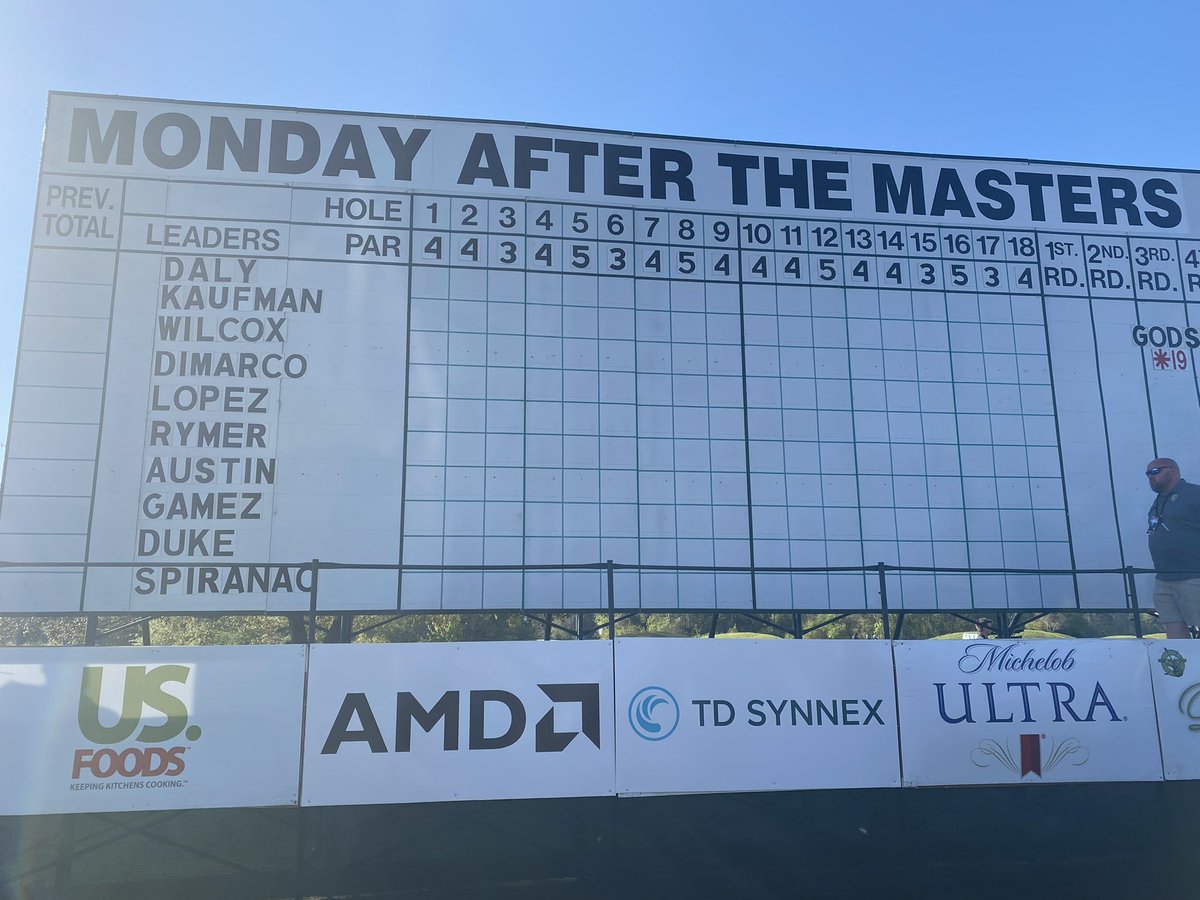 MONDAY AFTER THE MASTERS
PREV. TOTAL
HOLE 1 2 3 4 5 6 7 8 9 10 11 12 13 14 15 16 17 18 1ST. RD. 2ND. RD. 3RD. RD.
LEADERS PAR 4 4 3 4 5 3 4 5 4 4 4 5 4 4 3 5 3 4
DALY
KAUFMAN
WILCOX
DIMARCO
LOPEZ
RYMER
AUSTIN
GAMEZ
DUKE
SPIRANAC
GODS
*19
US.
FOODS
KEEPING KITCHENS COOKING.™
AMD
TD SYNNEX
Michelob
ULTRA®